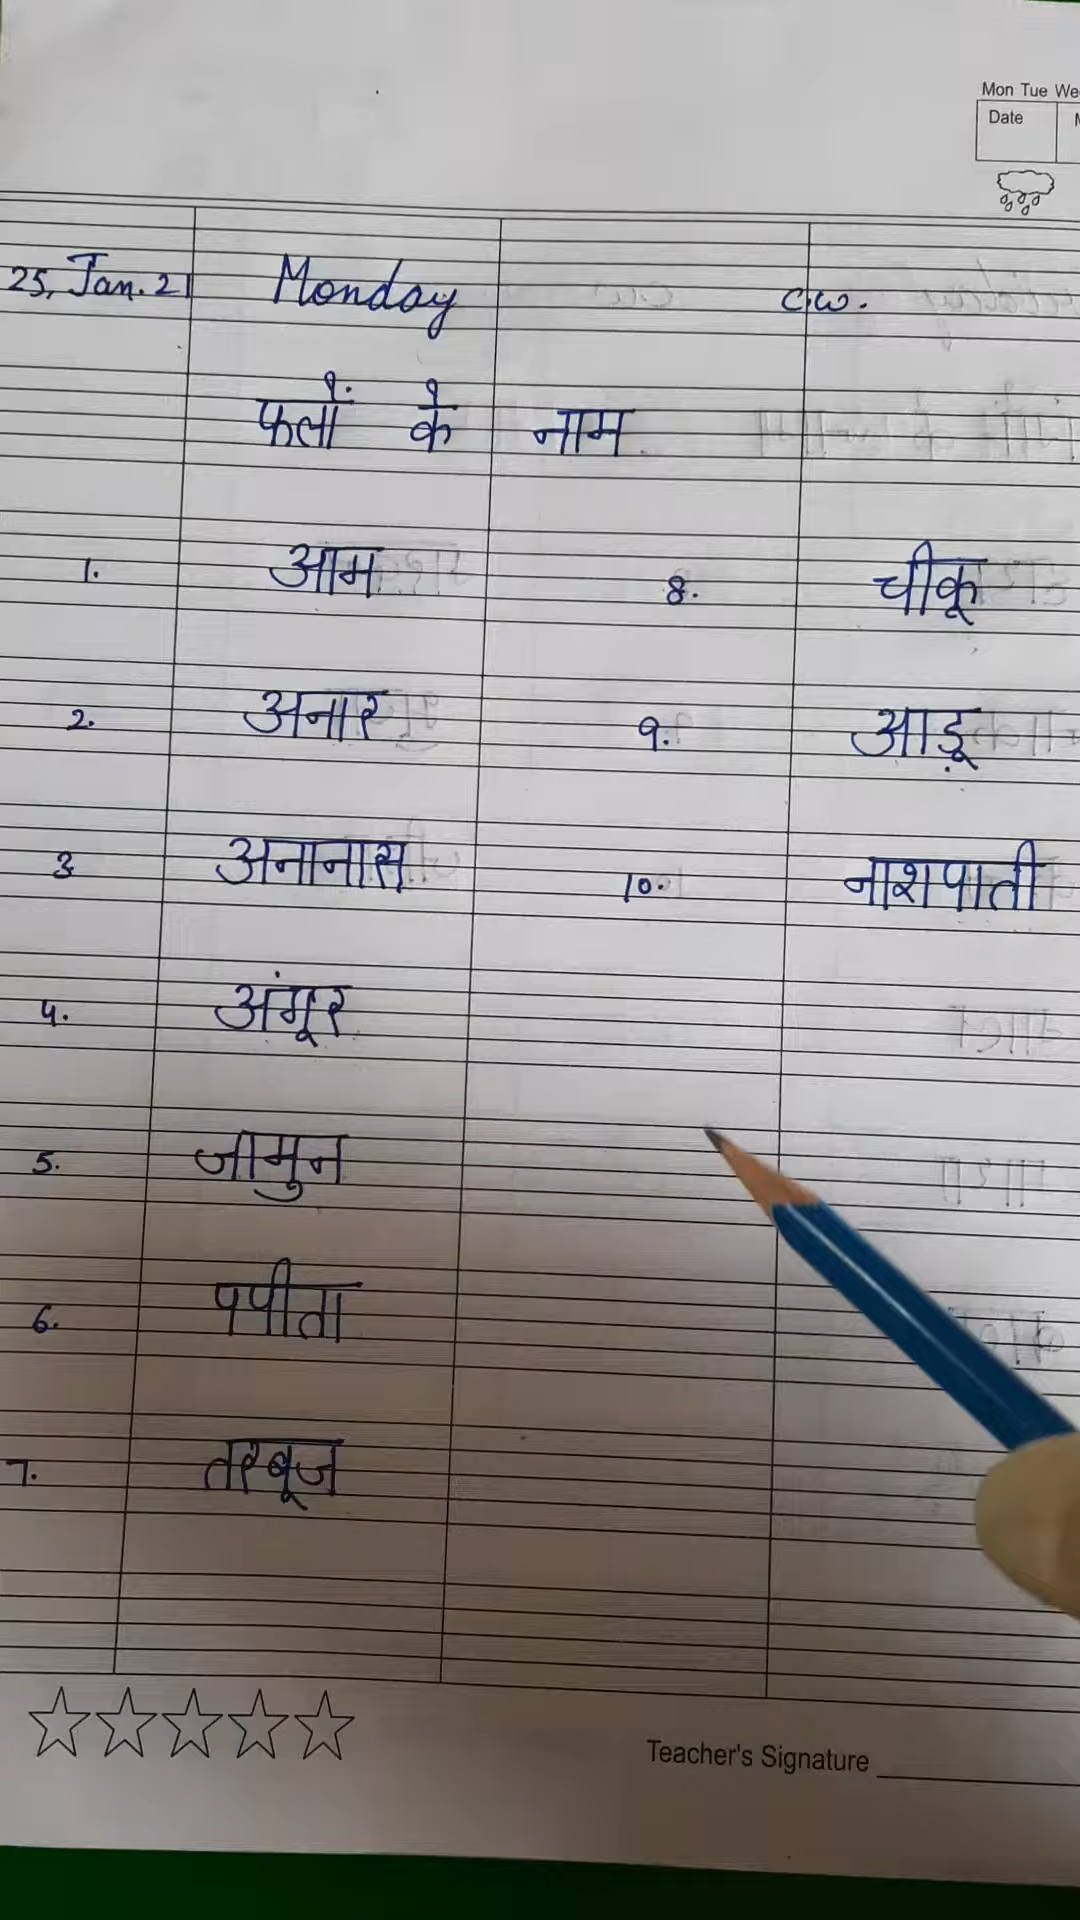 Mon Tue We
Date
25, Jan. 21 Monday C.W.
फलों के नाम
1. आम
2. अनार
3 अनानास
4. अंगूर
5. जामुन
6. पपीता
7. तरबूज
8. चीकू
9. आड़ू
10. नाशपाती
Teacher's Signature